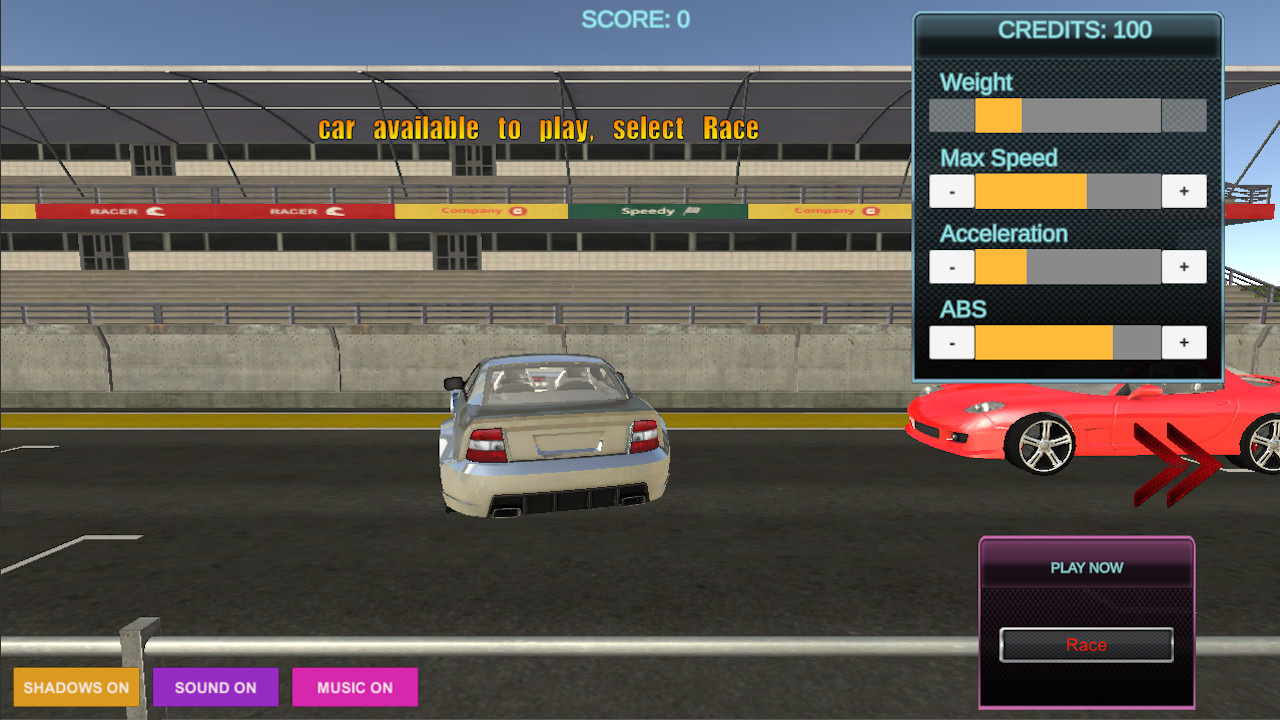 SCORE: 0
CREDITS: 100
Weight
car available to play, select Race
Max Speed
- +
RACER RACER Company Speedy Company
Acceleration
- +
ABS
- +
PLAY NOW
Race
SHADOWS ON SOUND ON MUSIC ON